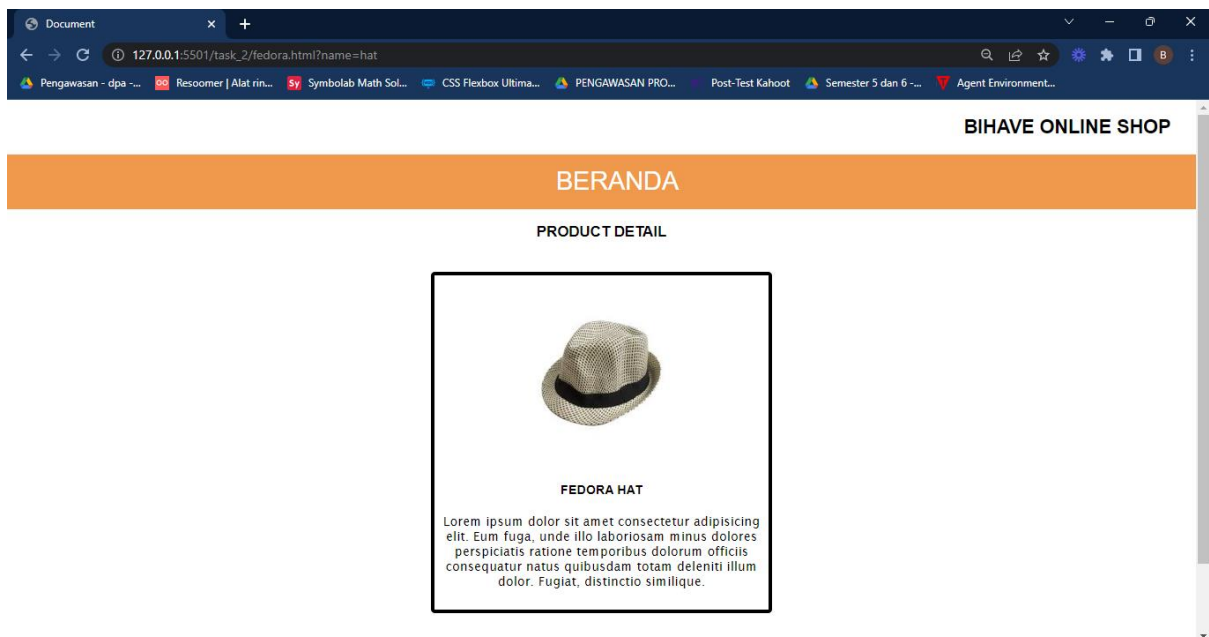 Document
127.0.0.1:5501/task_2/fedora.html?name=hat
B
Pengawasan - dpa -... Resoomer | Alat rin... Sy Symbolab Math Sol... CSS Flexbox Ultima... PENGAWASAN PRO... Post-Test Kahoot Semester 5 dan 6 -... Agent Environment...
BIHAVE ONLINE SHOP
BERANDA
PRODUCT DETAIL
FEDORA HAT
Lorem ipsum dolor sit amet consectetur adipisicing
elit. Eum fuga, unde illo laboriosam minus dolores
perspiciatis ratione temporibus dolorum officiis
consequatur natus quibusdam totam deleniti illum
dolor. Fugiat, distinctio similique.